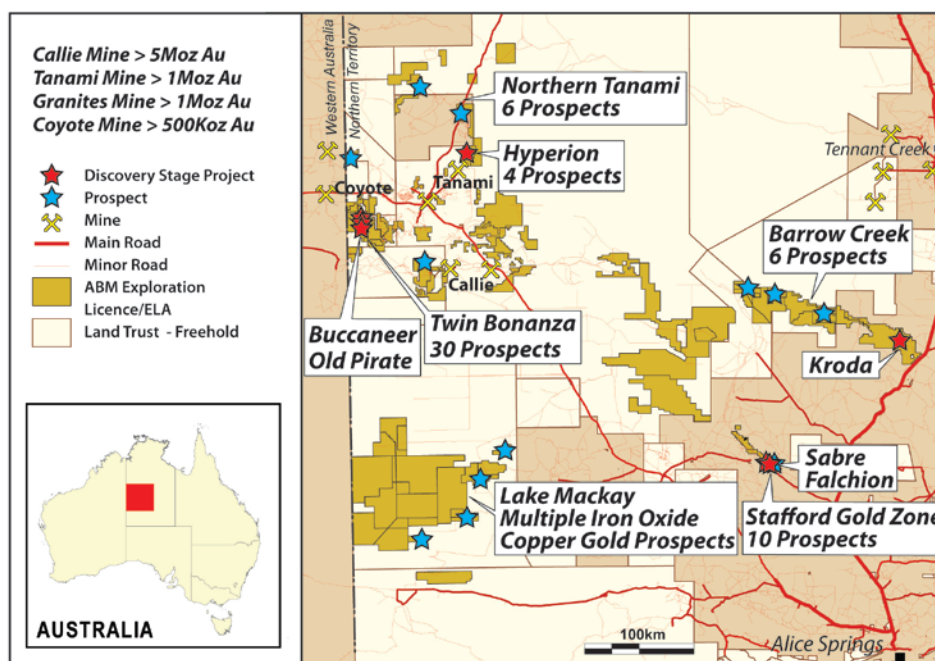 Callie Mine > 5Moz Au
Tanami Mine > 1Moz Au
Granites Mine > 1Moz Au
Coyote Mine > 500Koz Au
Discovery Stage Project
Prospect
Mine
Main Road
Minor Road
ABM Exploration
Licence/ELA
Land Trust - Freehold
AUSTRALIA
Western Australia
Northern Territory
Northern Tanami
6 Prospects
Hyperion
4 Prospects
Tennant Creek
Coyote
Tanami
Barrow Creek
6 Prospects
Callie
Buccaneer
Old Pirate
Twin Bonanza
30 Prospects
Kroda
Sabre
Falchion
Lake Mackay
Multiple Iron Oxide
Copper Gold Prospects
Stafford Gold Zone
10 Prospects
100km
Alice Springs